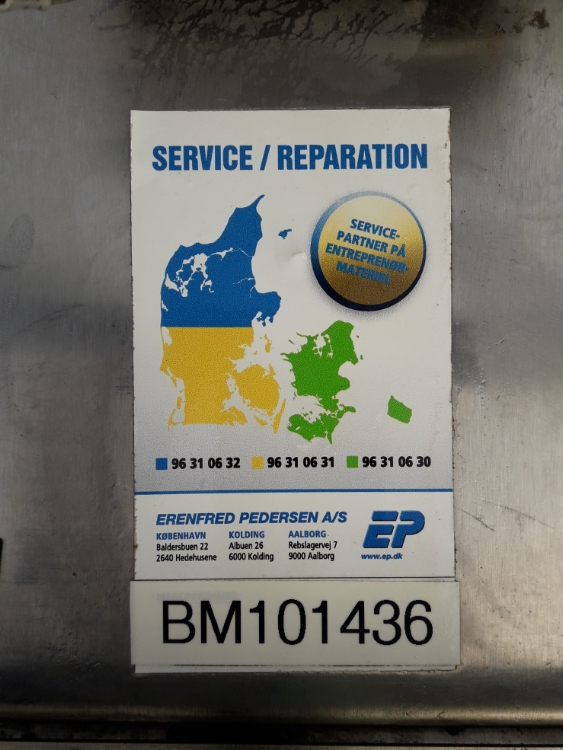 SERVICE / REPARATION
SERVICE-
PARTNER PÅ
ENTREPRENØR-
MATERIEL
96 31 06 32 96 31 06 31 96 31 06 30
ERENFRED PEDERSEN A/S
KØBENHAVN KOLDING AALBORG
Baldersbuen 22 Albuen 26 Rebslagervej 7
2640 Hedehusene 6000 Kolding 9000 Aalborg
EP
www.ep.dk
BM101436